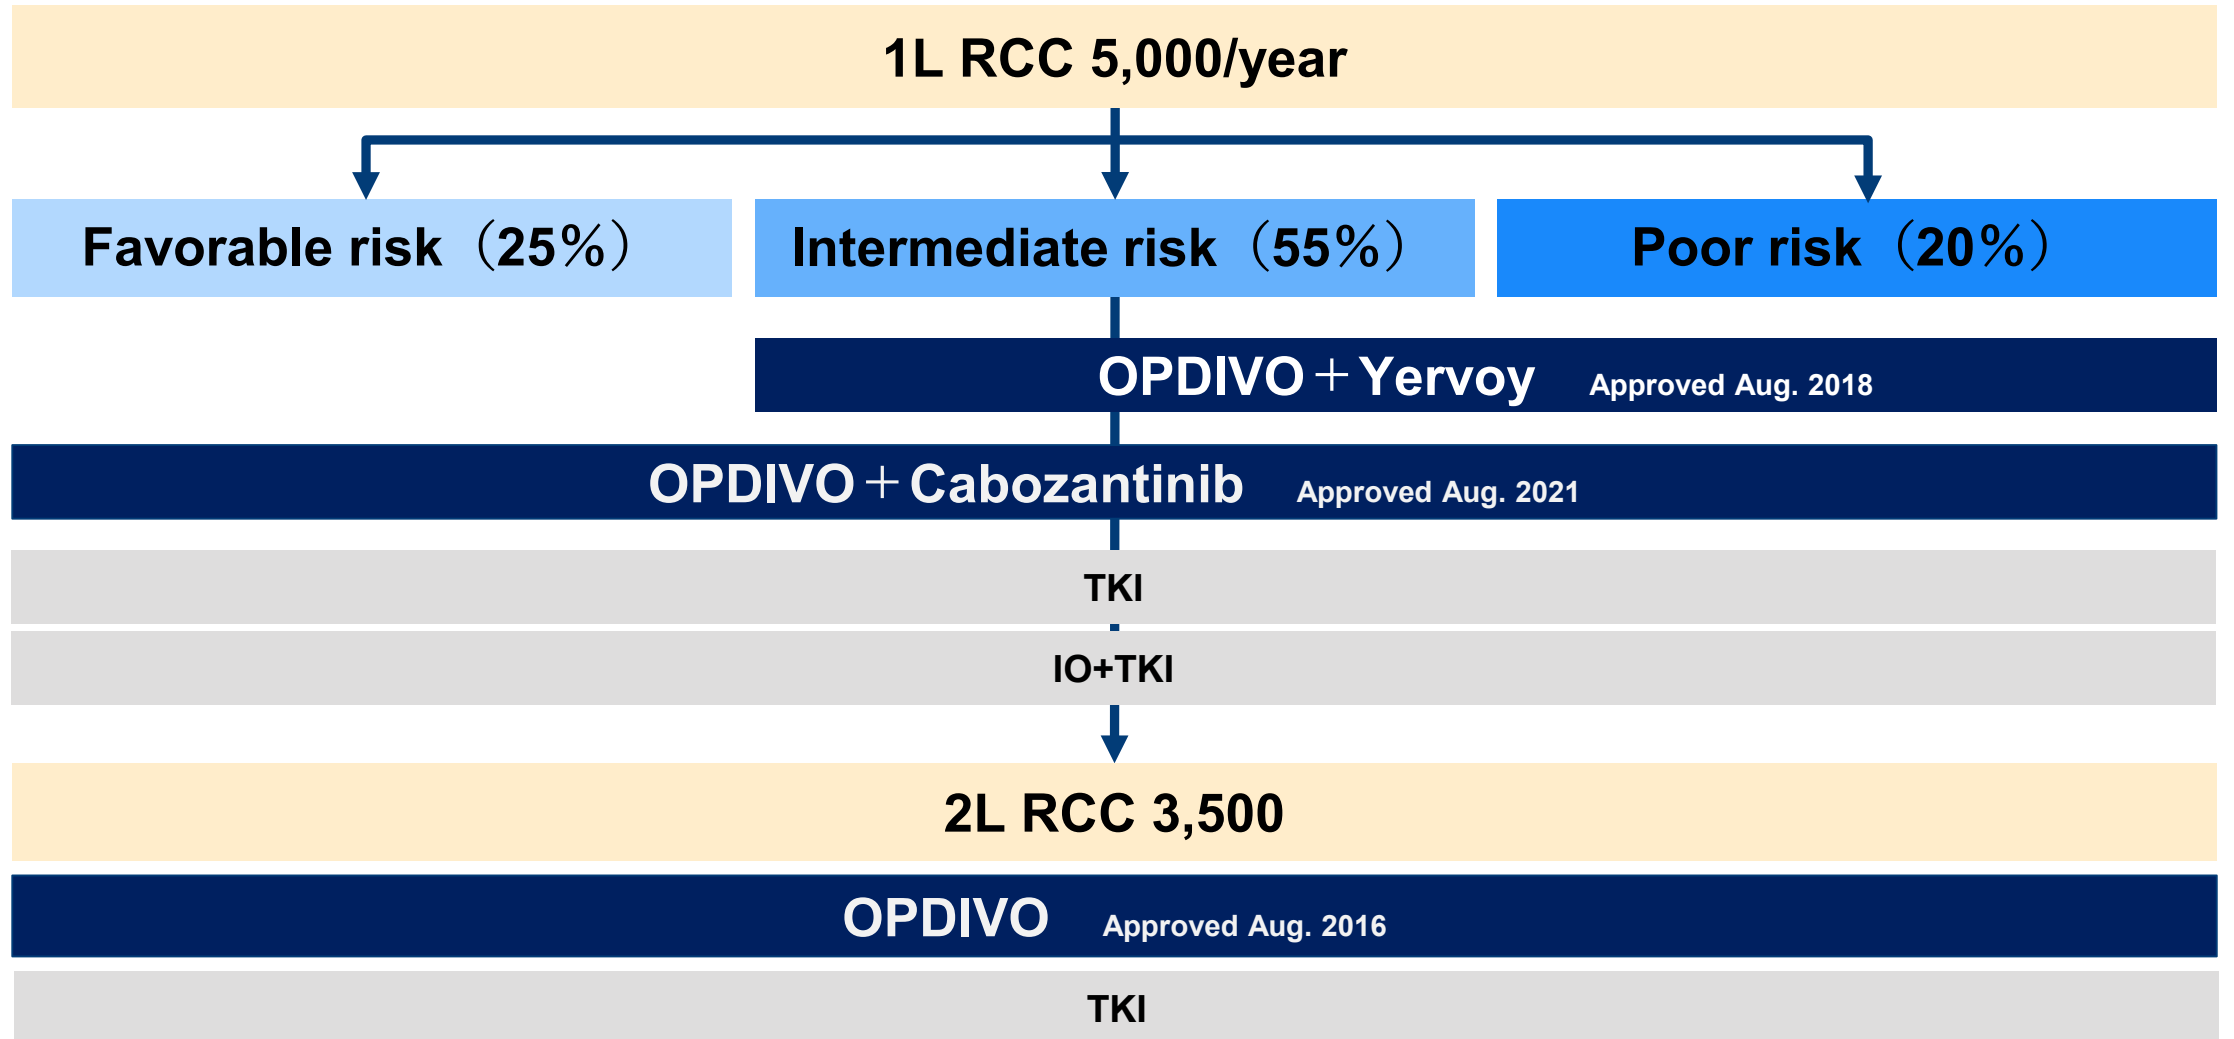 1L RCC 5,000/year
Favorable risk（25％）
Intermediate risk（55％）
Poor risk（20％）
OPDIVO＋Yervoy Approved Aug. 2018
OPDIVO＋Cabozantinib Approved Aug. 2021
TKI
IO+TKI
2L RCC 3,500
OPDIVO Approved Aug. 2016
TKI